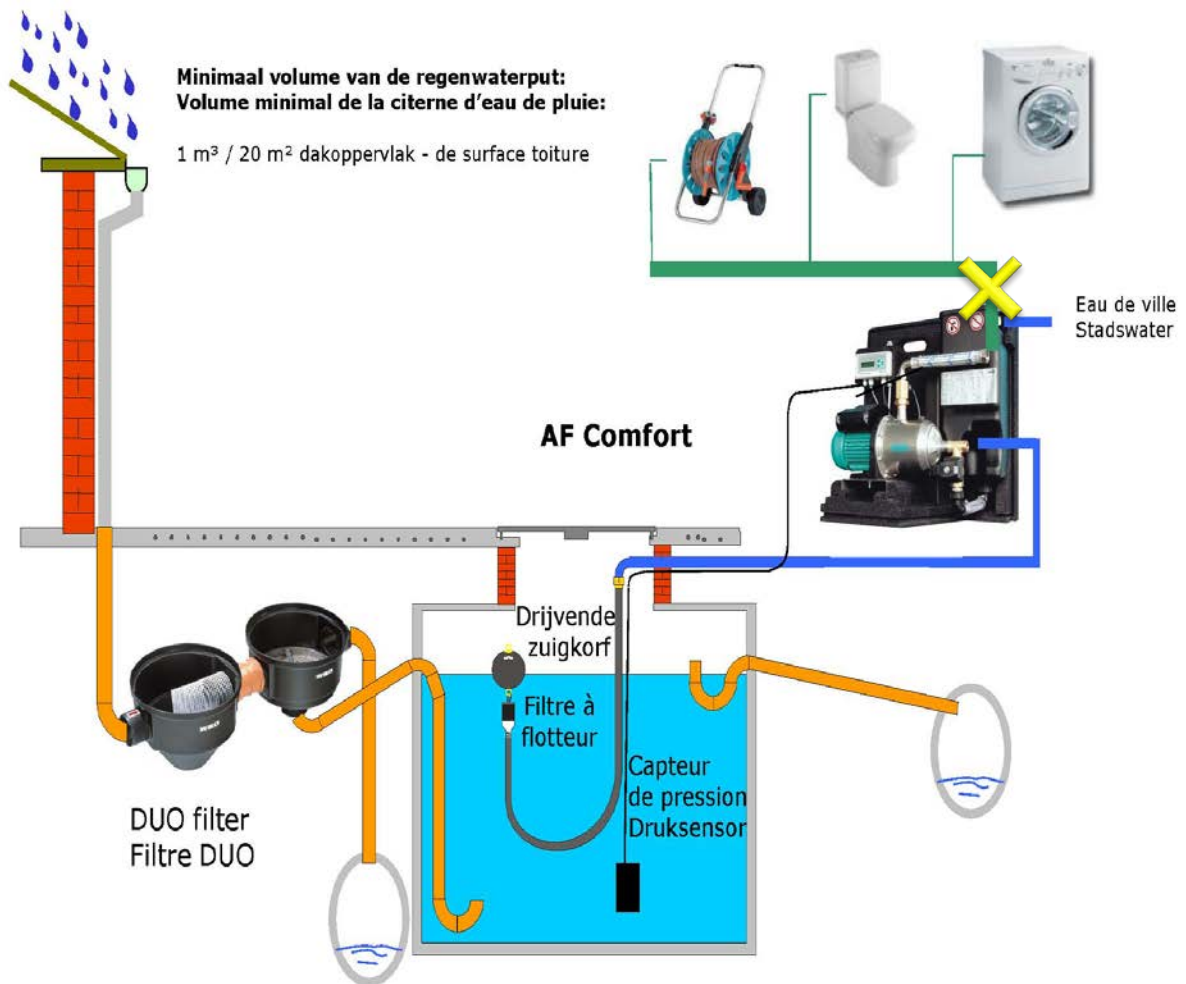 Minimaal volume van de regenwaterput:
Volume minimal de la citerne d'eau de pluie:
1 m³ / 20 m² dakoppervlak - de surface toiture
Eau de ville
Stadswater
AF Comfort
Drijvende
zuigkorf
Filtre à
flotteur
Capteur
de pression
Druksensor
DUO filter
Filtre DUO